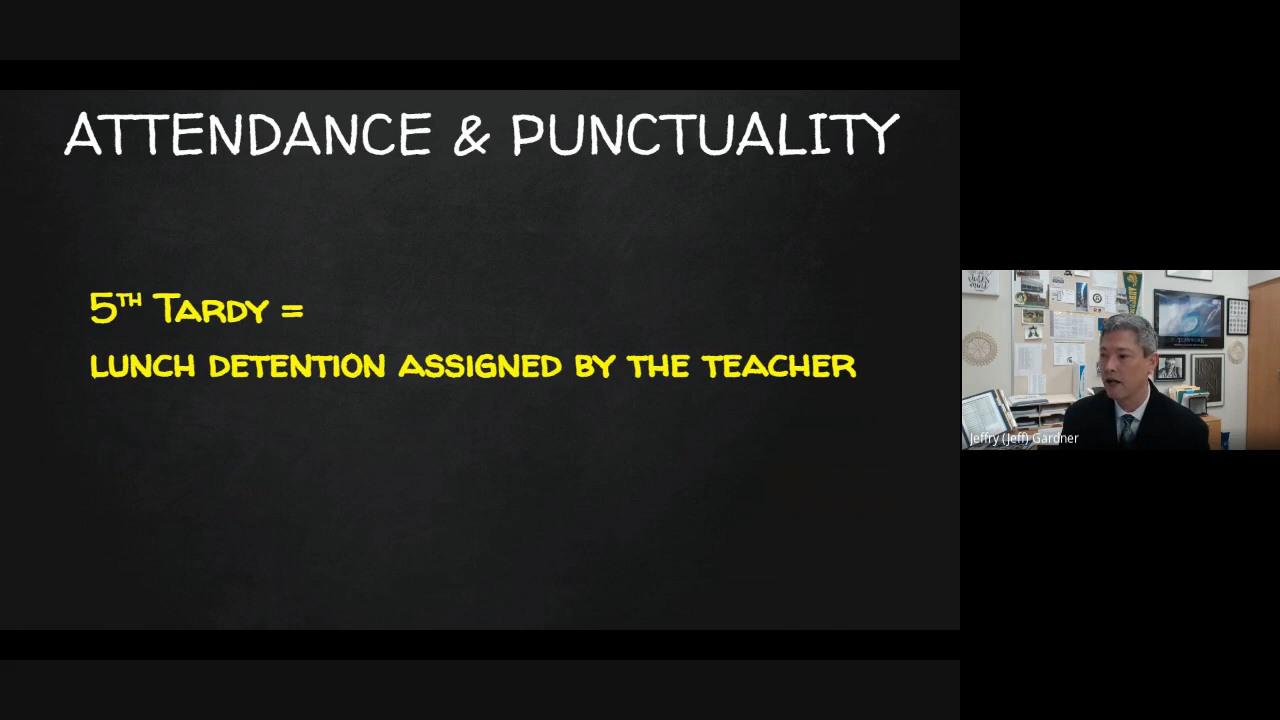 ATTENDANCE & PUNCTUALITY
5TH TARDY =
LUNCH DETENTION ASSIGNED BY THE TEACHER
Jeffry (Jeff) Gardner